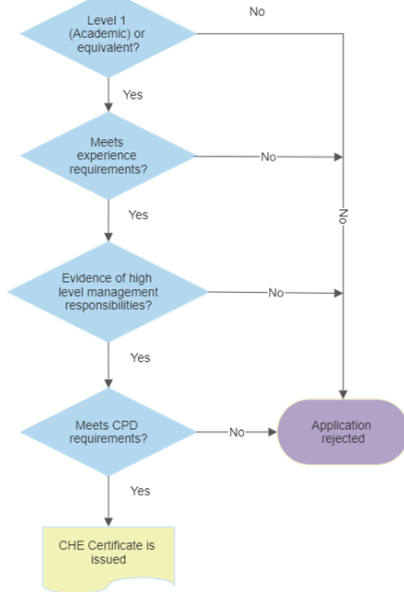 No
Level 1
(Academic) or
equivalent?
Yes
Meets
experience
requirements?
No
Yes
No
Evidence of high
level management
responsibilities?
No
Yes
Meets CPD
requirements?
No
Application
rejected
Yes
CHE Certificate is
issued